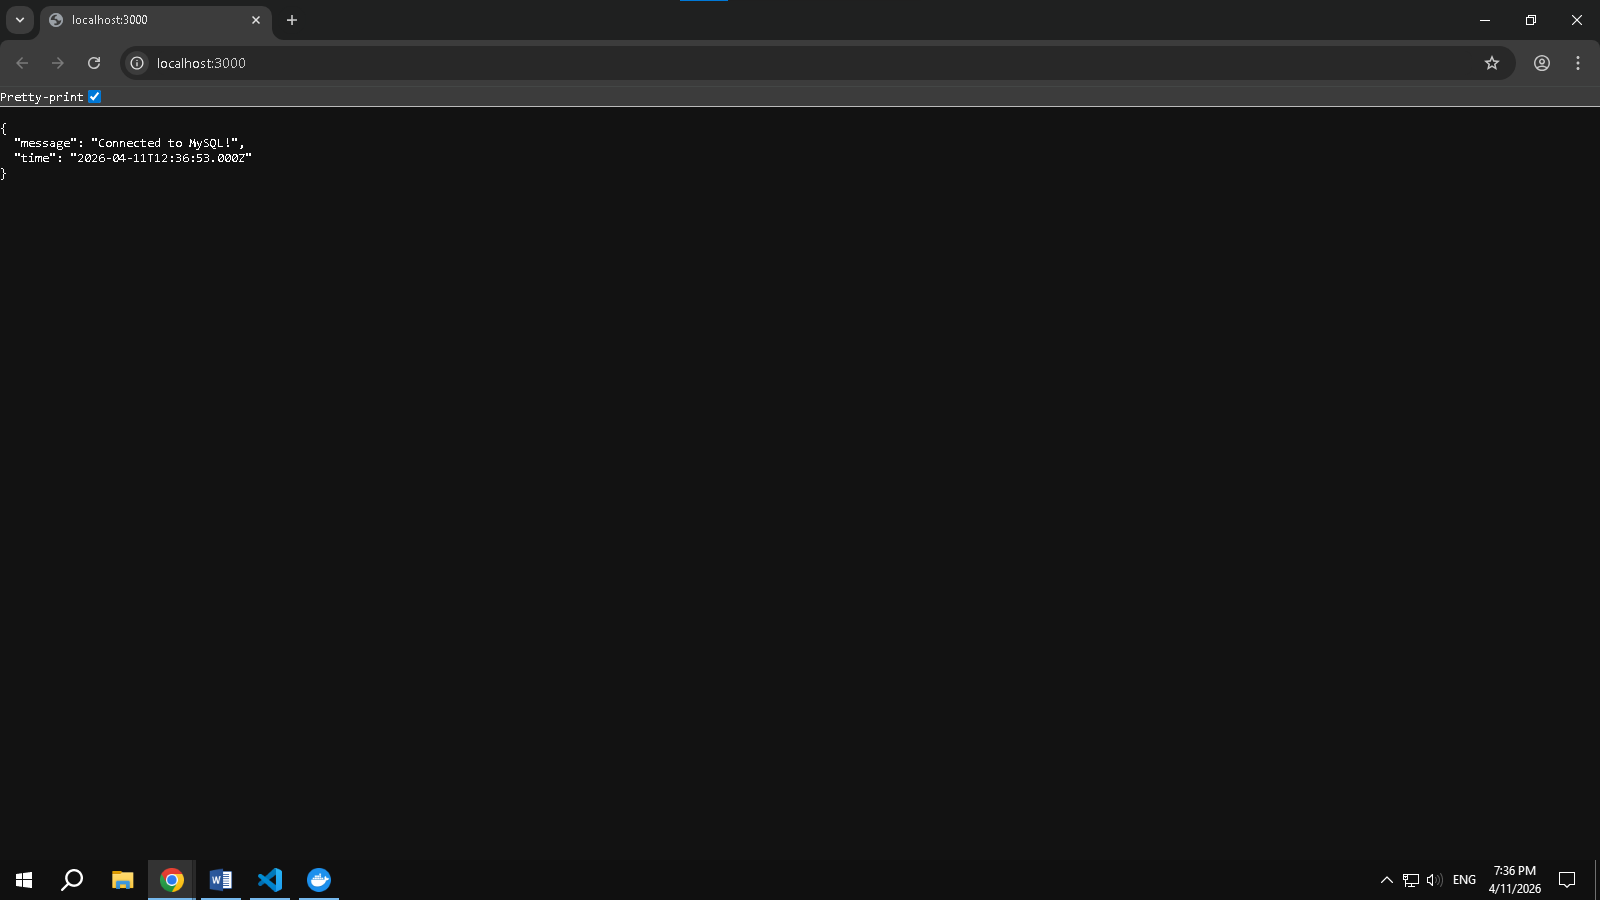 localhost:3000
localhost:3000
Pretty-print
{
  "message": "Connected to MySQL!",
  "time": "2026-04-11T12:36:53.000Z"
}
ENG
7:36 PM
4/11/2026